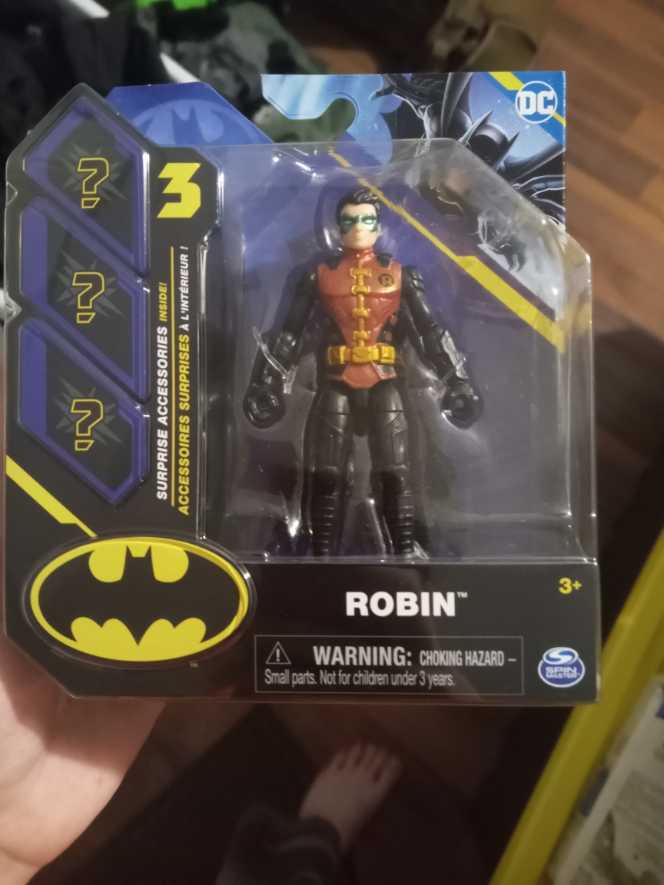 DC
?
?
?
3
SURPRISE ACCESSORIES INSIDE!
ACCESSOIRES SURPRISES À L'INTÉRIEUR !
R
ROBIN™
3+
WARNING: CHOKING HAZARD –
Small parts. Not for children under 3 years.
SPIN
MASTER
TM